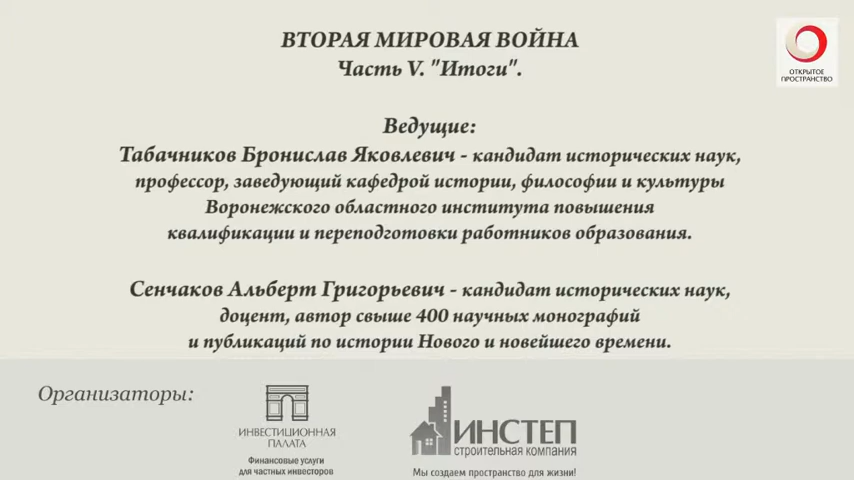 ВТОРАЯ МИРОВАЯ ВОЙНА
Часть V. "Итоги".
ОТКРЫТОЕ
ПРОСТРАНСТВО
Ведущие:
Табачников Бронислав Яковлевич - кандидат исторических наук,
профессор, заведующий кафедрой истории, философии и культуры
Воронежского областного института повышения
квалификации и переподготовки работников образования.
Сенчаков Альберт Григорьевич - кандидат исторических наук,
доцент, автор свыше 400 научных монографий
и публикаций по истории Нового и новейшего времени.
Организаторы:
ИНВЕСТИЦИОННАЯ
ПАЛАТА
Финансовые услуги
для частных инвесторов
ИНСТЕП
строительная компания
Мы создаем пространство для жизни!